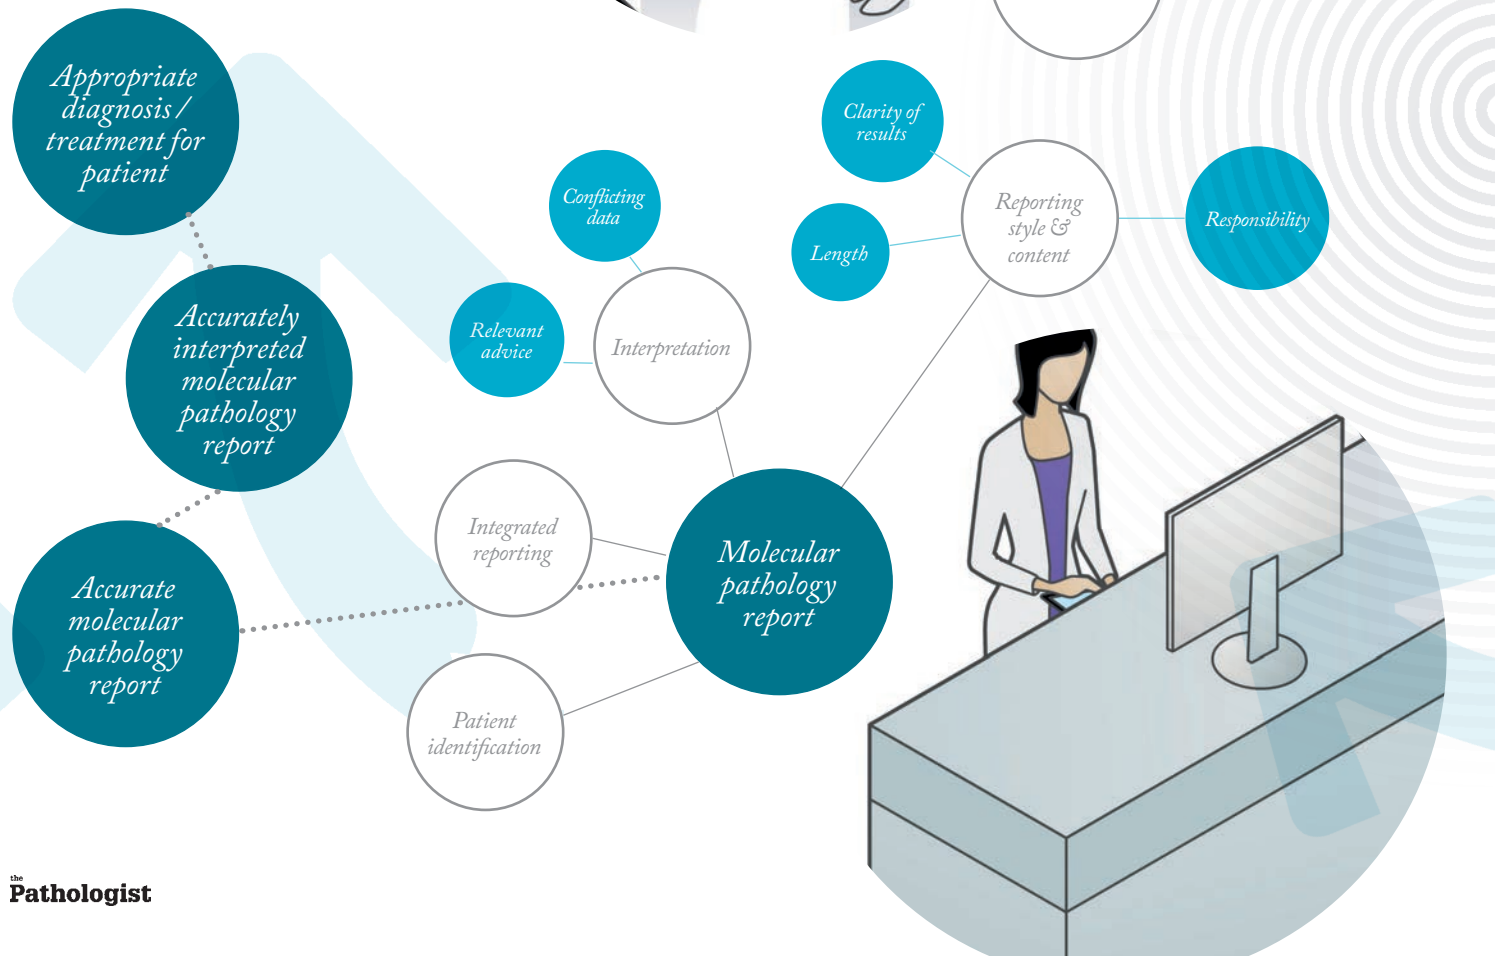 Appropriate
diagnosis /
treatment for
patient
Accurately
interpreted
molecular
pathology
report
Accurate
molecular
pathology
report
Conflicting
data
Relevant
advice
Interpretation
Integrated
reporting
Patient
identification
Molecular
pathology
report
Clarity of
results
Length
Reporting
style &
content
Responsibility
the
Pathologist